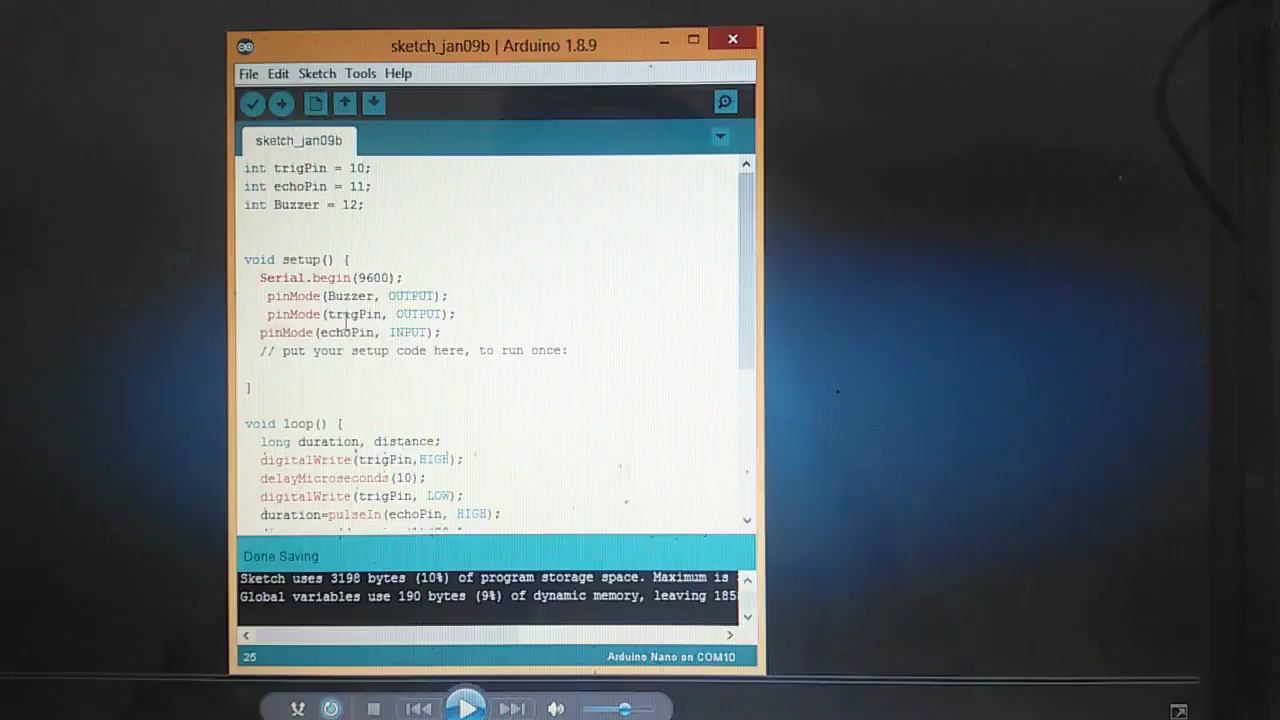 sketch_jan09b | Arduino 1.8.9
File Edit Sketch Tools Help
sketch_jan09b
int trigPin = 10;
int echoPin = 11;
int Buzzer = 12;
void setup() {
Serial.begin(9600);
pinMode(Buzzer, OUTPUT);
pinMode(trigPin, OUTPUT);
pinMode(echoPin, INPUT);
// put your setup code here, to run once:
}
void loop() {
long duration, distance;
digitalWrite(trigPin,HIGH);
delayMicroseconds(10);
digitalWrite(trigPin, LOW);
duration=pulseIn(echoPin, HIGH);
Done Saving
Sketch uses 3198 bytes (10%) of program storage space. Maximum is
Global variables use 190 bytes (9%) of dynamic memory, leaving 185
25
Arduino Nano on COM10